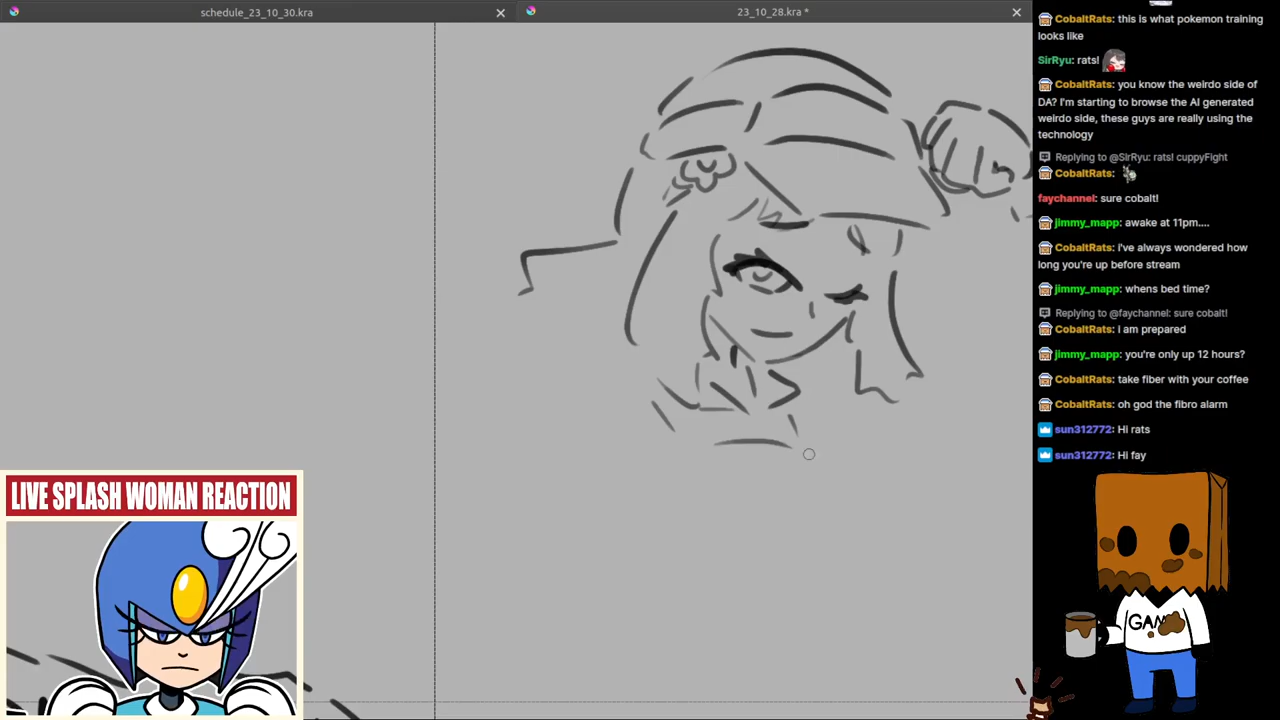 schedule_23_10_30.kra
23_10_28.kra *
CobaltRats: this is what pokemon training
looks like
SirRyu: rats!
CobaltRats: you know the weirdo side of
DA? I'm starting to browse the AI generated
weirdo side, these guys are really using the
technology
Replying to @SirRyu: rats! cuppyFight
CobaltRats:
faychannel: sure cobalt!
jimmy_mapp: awake at 11pm....
CobaltRats: i've always wondered how
long you're up before stream
jimmy_mapp: whens bed time?
Replying to @faychannel: sure cobalt!
CobaltRats: i am prepared
jimmy_mapp: you're only up 12 hours?
CobaltRats: take fiber with your coffee
CobaltRats: oh god the fibro alarm
sun312772: Hi rats
sun312772: Hi fay
LIVE SPLASH WOMAN REACTION